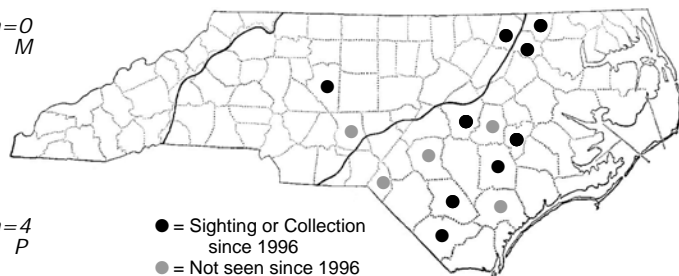 =0
M
=4
P
● = Sighting or Collection
since 1996
● = Not seen since 1996